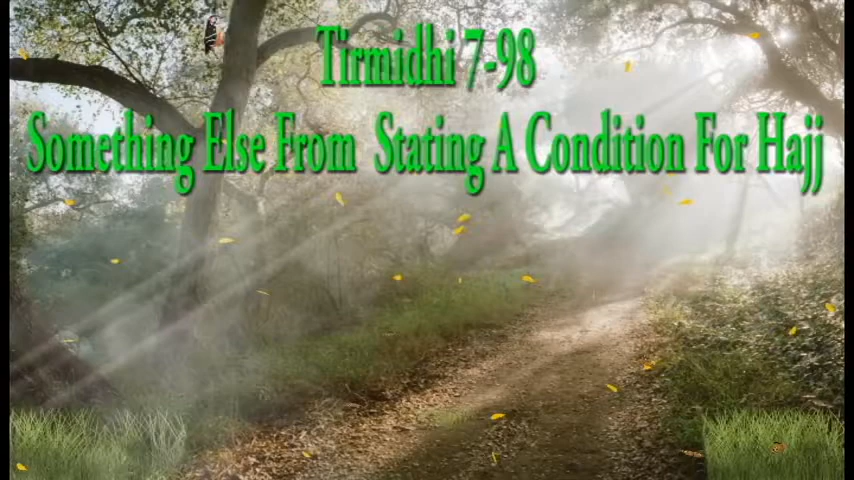 Tirmidhi 7-98
Something Else From Stating A Condition For Hajj